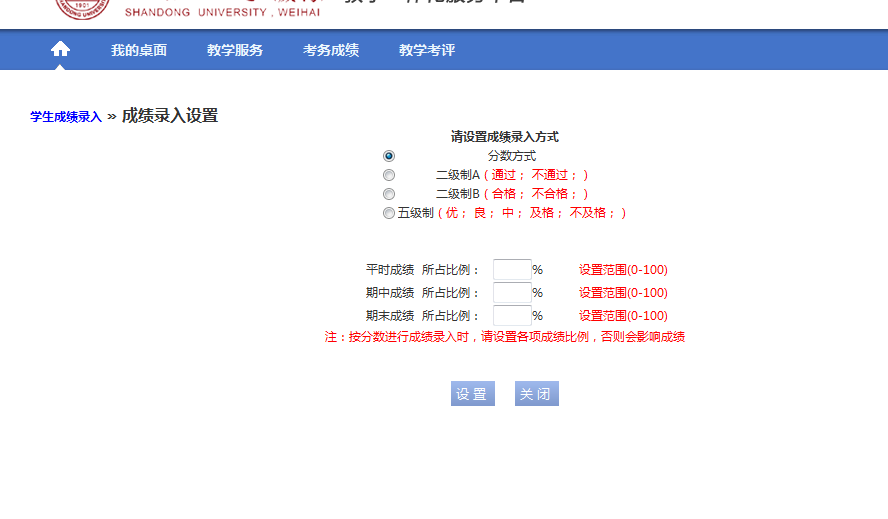 1901
SHANDONG UNIVERSITY, WEIHAI
我的桌面 教学服务 考务成绩 教学考评
学生成绩录入 » 成绩录入设置
请设置成绩录入方式
分数方式
二级制A ( 通过； 不通过； )
二级制B ( 合格； 不合格； )
五级制 ( 优； 良； 中； 及格； 不及格； )
平时成绩 所占比例： % 设置范围(0-100)
期中成绩 所占比例： % 设置范围(0-100)
期末成绩 所占比例： % 设置范围(0-100)
注：按分数进行成绩录入时，请设置各项成绩比例，否则会影响成绩
设 置 关 闭